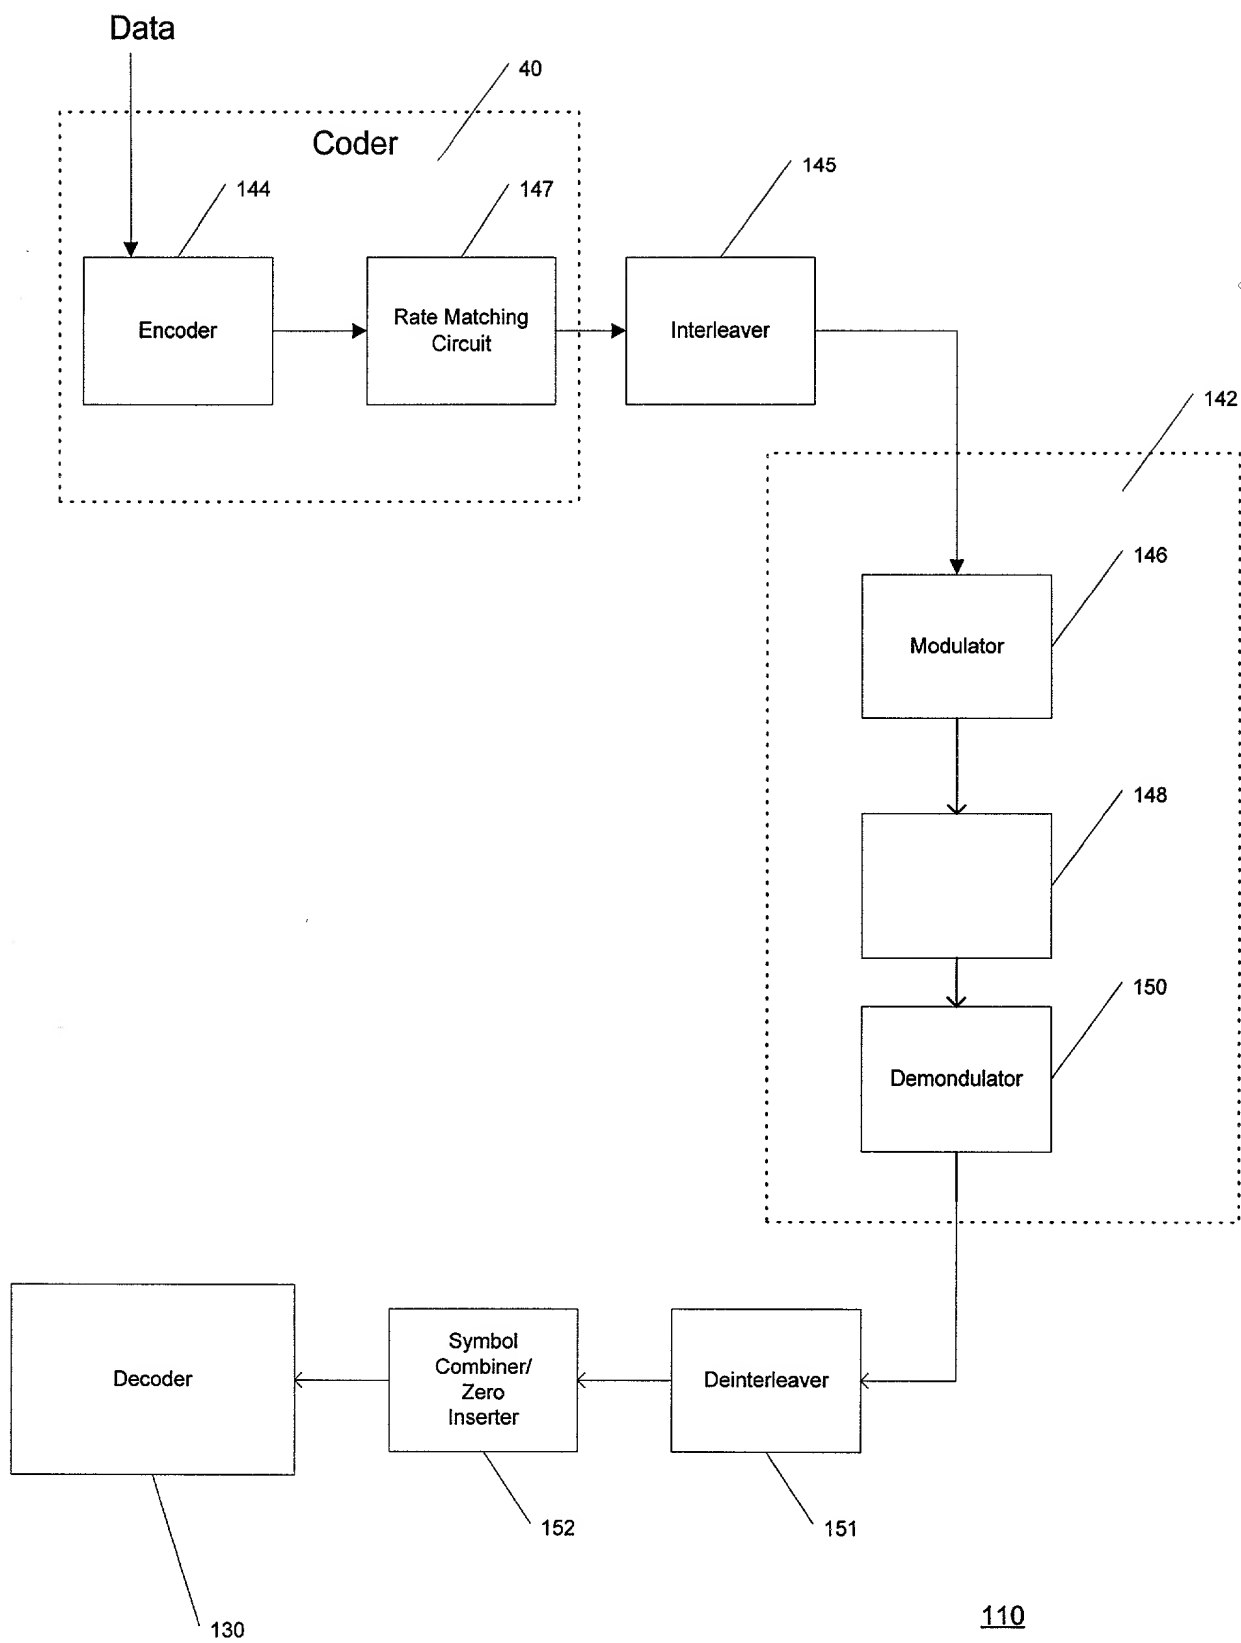 Data
40
Coder
144
147
145
Encoder
Rate Matching
Circuit
Interleaver
142
146
Modulator
148
150
Demondulator
Decoder
Symbol
Combiner/
Zero
Inserter
Deinterleaver
152
151
130
110